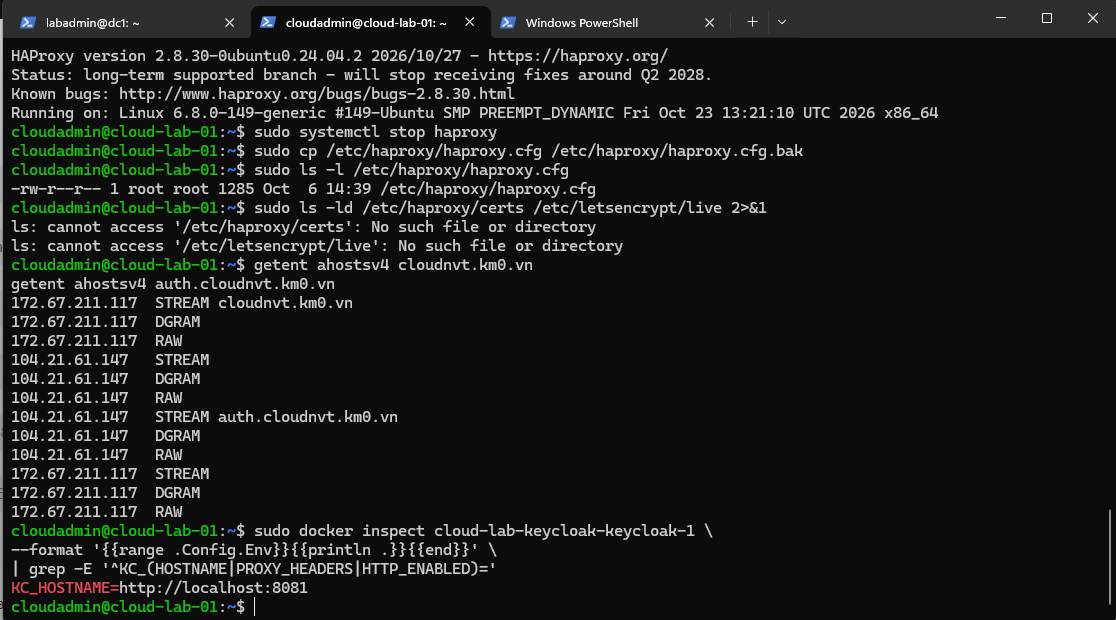 labadmin@dc1: ~
cloudadmin@cloud-lab-01: ~
Windows PowerShell
HAProxy version 2.8.30-0ubuntu0.24.04.2 2026/10/27 - https://haproxy.org/
Status: long-term supported branch - will stop receiving fixes around Q2 2028.
Known bugs: http://www.haproxy.org/bugs/bugs-2.8.30.html
Running on: Linux 6.8.0-149-generic #149-Ubuntu SMP PREEMPT_DYNAMIC Fri Oct 23 13:21:10 UTC 2026 x86_64
cloudadmin@cloud-lab-01:~$ sudo systemctl stop haproxy
cloudadmin@cloud-lab-01:~$ sudo cp /etc/haproxy/haproxy.cfg /etc/haproxy/haproxy.cfg.bak
cloudadmin@cloud-lab-01:~$ sudo ls -l /etc/haproxy/haproxy.cfg
-rw-r--r-- 1 root root 1285 Oct  6 14:39 /etc/haproxy/haproxy.cfg
cloudadmin@cloud-lab-01:~$ sudo ls -ld /etc/haproxy/certs /etc/letsencrypt/live 2>&1
ls: cannot access '/etc/haproxy/certs': No such file or directory
ls: cannot access '/etc/letsencrypt/live': No such file or directory
cloudadmin@cloud-lab-01:~$ getent ahostsv4 cloudnvt.km0.vn
getent ahostsv4 auth.cloudnvt.km0.vn
172.67.211.117  STREAM cloudnvt.km0.vn
172.67.211.117  DGRAM
172.67.211.117  RAW
104.21.61.147   STREAM
104.21.61.147   DGRAM
104.21.61.147   RAW
104.21.61.147   STREAM auth.cloudnvt.km0.vn
104.21.61.147   DGRAM
104.21.61.147   RAW
172.67.211.117  STREAM
172.67.211.117  DGRAM
172.67.211.117  RAW
cloudadmin@cloud-lab-01:~$ sudo docker inspect cloud-lab-keycloak-keycloak-1 \
--format '{{range .Config.Env}}{{println .}}{{end}}' \
| grep -E '^KC_(HOSTNAME|PROXY_HEADERS|HTTP_ENABLED)='
KC_HOSTNAME=http://localhost:8081
cloudadmin@cloud-lab-01:~$